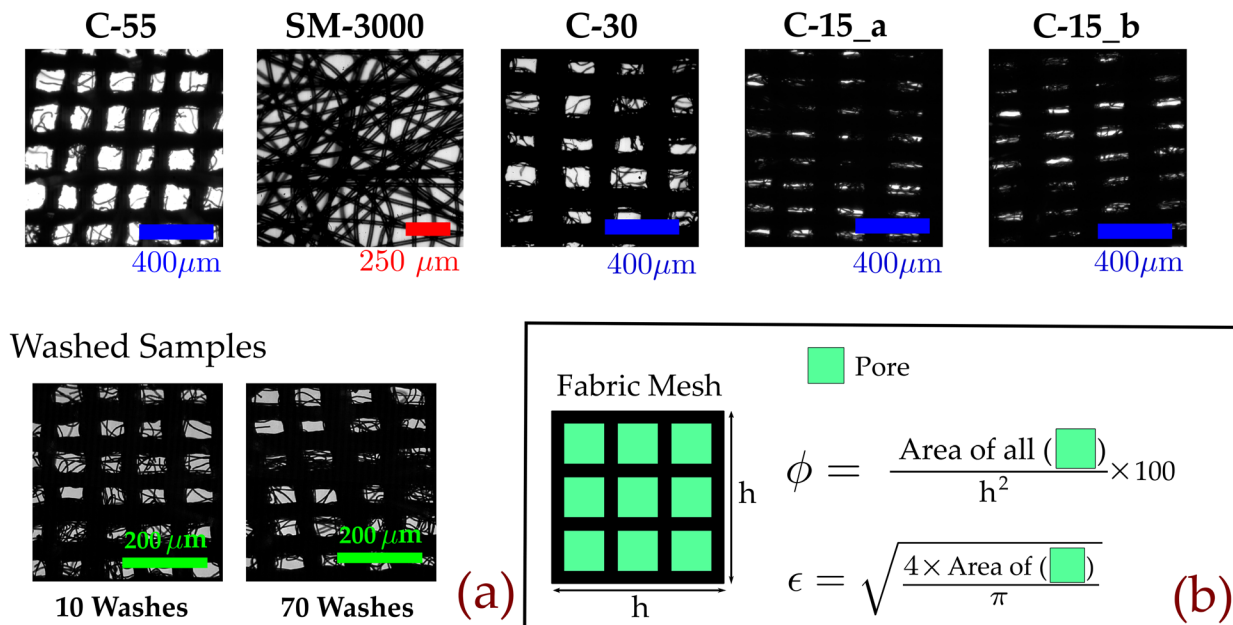 C-55 SM-3000 C-30 C-15_a C-15_b
400μm 250 μm 400μm 400μm 400μm
Washed Samples
200 μm 200 μm
10 Washes 70 Washes
(a)
Pore
Fabric Mesh
h
h
ϕ = Area of all ( ) / h² × 100
ϵ = √(4 × Area of ( ) / π)
(b)